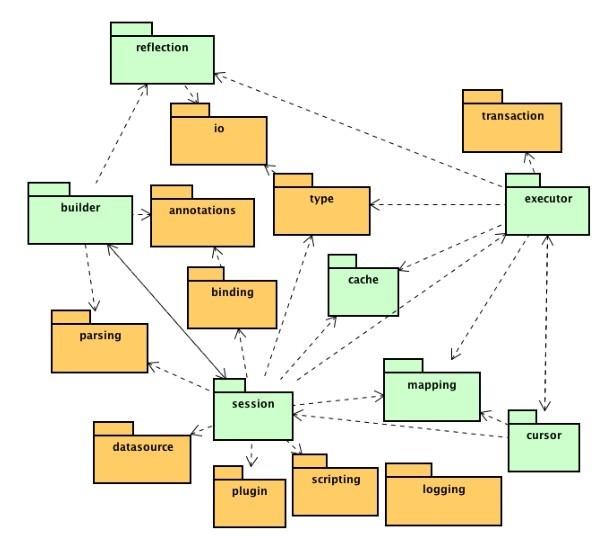 reflection
io
transaction
builder
annotations
type
executor
binding
cache
parsing
mapping
session
cursor
datasource
plugin
scripting
logging